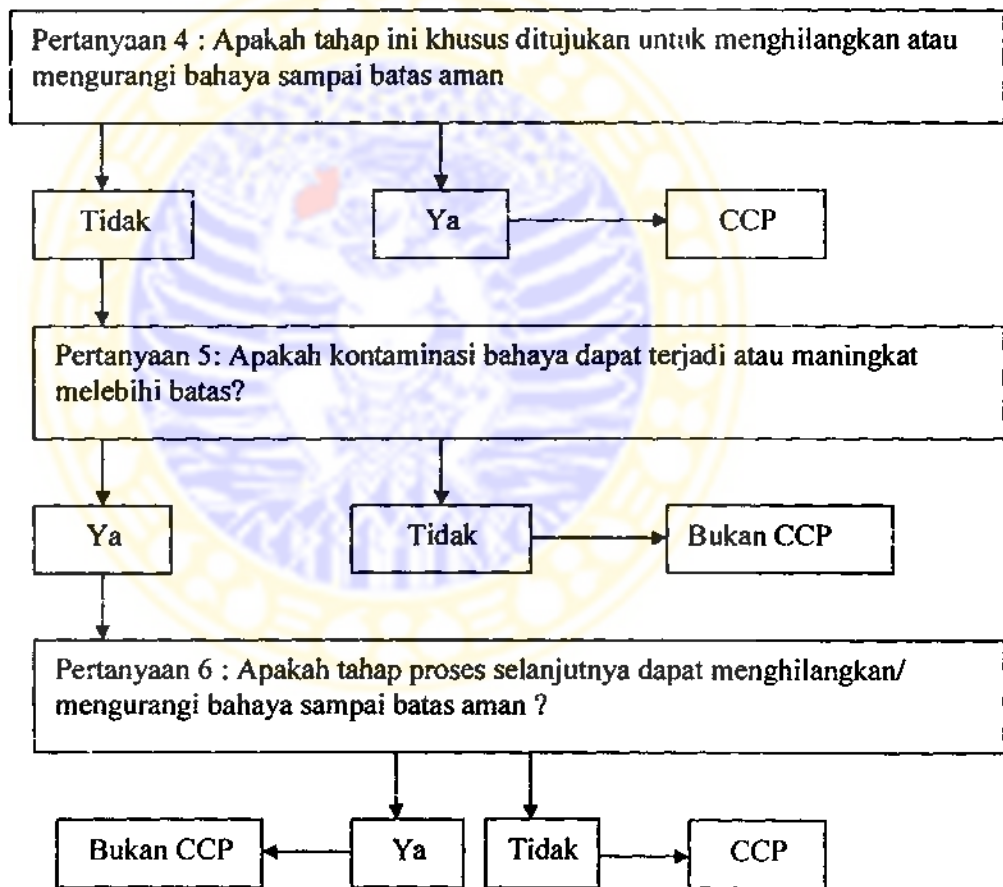 Pertanyaan 4 : Apakah tahap ini khusus ditujukan untuk menghilangkan atau
mengurangi bahaya sampai batas aman
Tidak
Ya
CCP
Pertanyaan 5: Apakah kontaminasi bahaya dapat terjadi atau maningkat
melebihi batas?
Ya
Tidak
Bukan CCP
Pertanyaan 6 : Apakah tahap proses selanjutnya dapat menghilangkan/
mengurangi bahaya sampai batas aman ?
Bukan CCP
Ya
Tidak
CCP